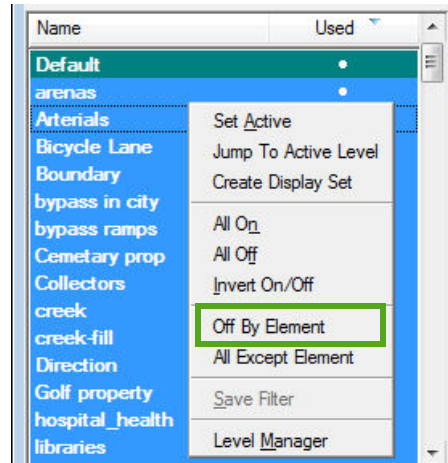 Name Used
Default
arenas
Arterials
Bicycle Lane
Boundary
bypass in city
bypass ramps
Cemetary prop
Collectors
creek
creek-fill
Direction
Golf property
hospital_health
libraries
Set Active
Jump To Active Level
Create Display Set
All On
All Off
Invert On/Off
Off By Element
All Except Element
Save Filter
Level Manager